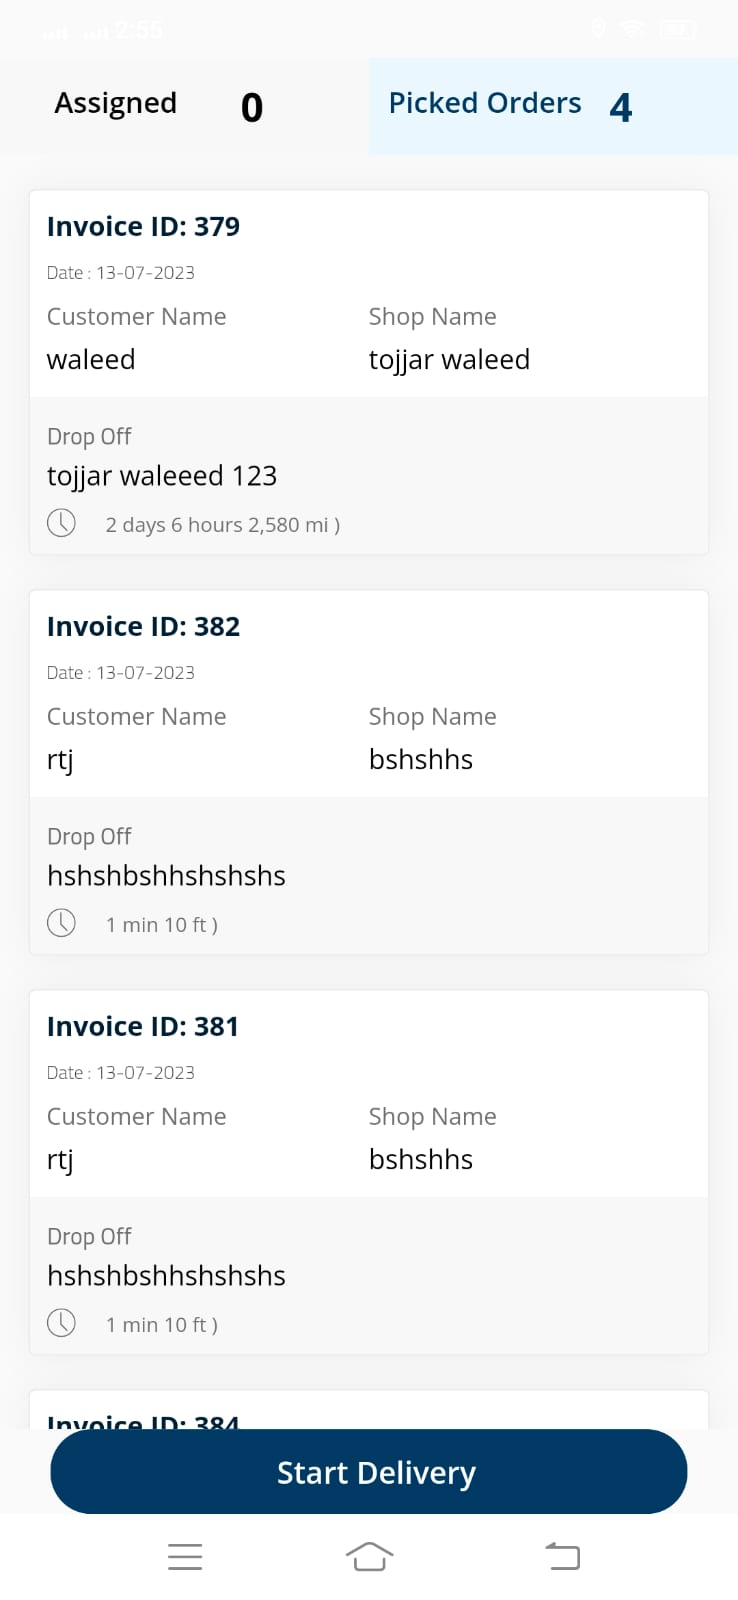 2:55
Assigned 0 Picked Orders 4
Invoice ID: 379
Date : 13-07-2023
Customer Name Shop Name
waleed tojjar waleed
Drop Off
tojjar waleeed 123
2 days 6 hours 2,580 mi )
Invoice ID: 382
Date : 13-07-2023
Customer Name Shop Name
rtj bshshhs
Drop Off
hshshbshhshshshs
1 min 10 ft )
Invoice ID: 381
Date : 13-07-2023
Customer Name Shop Name
rtj bshshhs
Drop Off
hshshbshhshshshs
1 min 10 ft )
Invoice ID: 384
Start Delivery